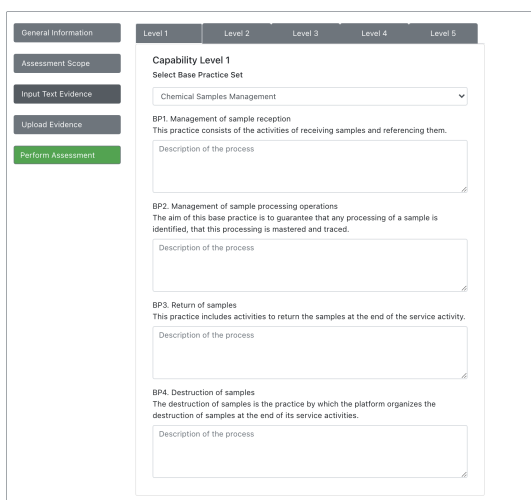 General Information
Assessment Scope
Input Text Evidence
Upload Evidence
Perform Assessment
Level 1
Level 2
Level 3
Level 4
Level 5
Capability Level 1
Select Base Practice Set
Chemical Samples Management
BP1. Management of sample reception
This practice consists of the activities of receiving samples and referencing them.
Description of the process
BP2. Management of sample processing operations
The aim of this base practice is to guarantee that any processing of a sample is
identified, that this processing is mastered and traced.
Description of the process
BP3. Return of samples
This practice includes activities to return the samples at the end of the service activity.
Description of the process
BP4. Destruction of samples
The destruction of samples is the practice by which the platform organizes the
destruction of samples at the end of its service activities.
Description of the process